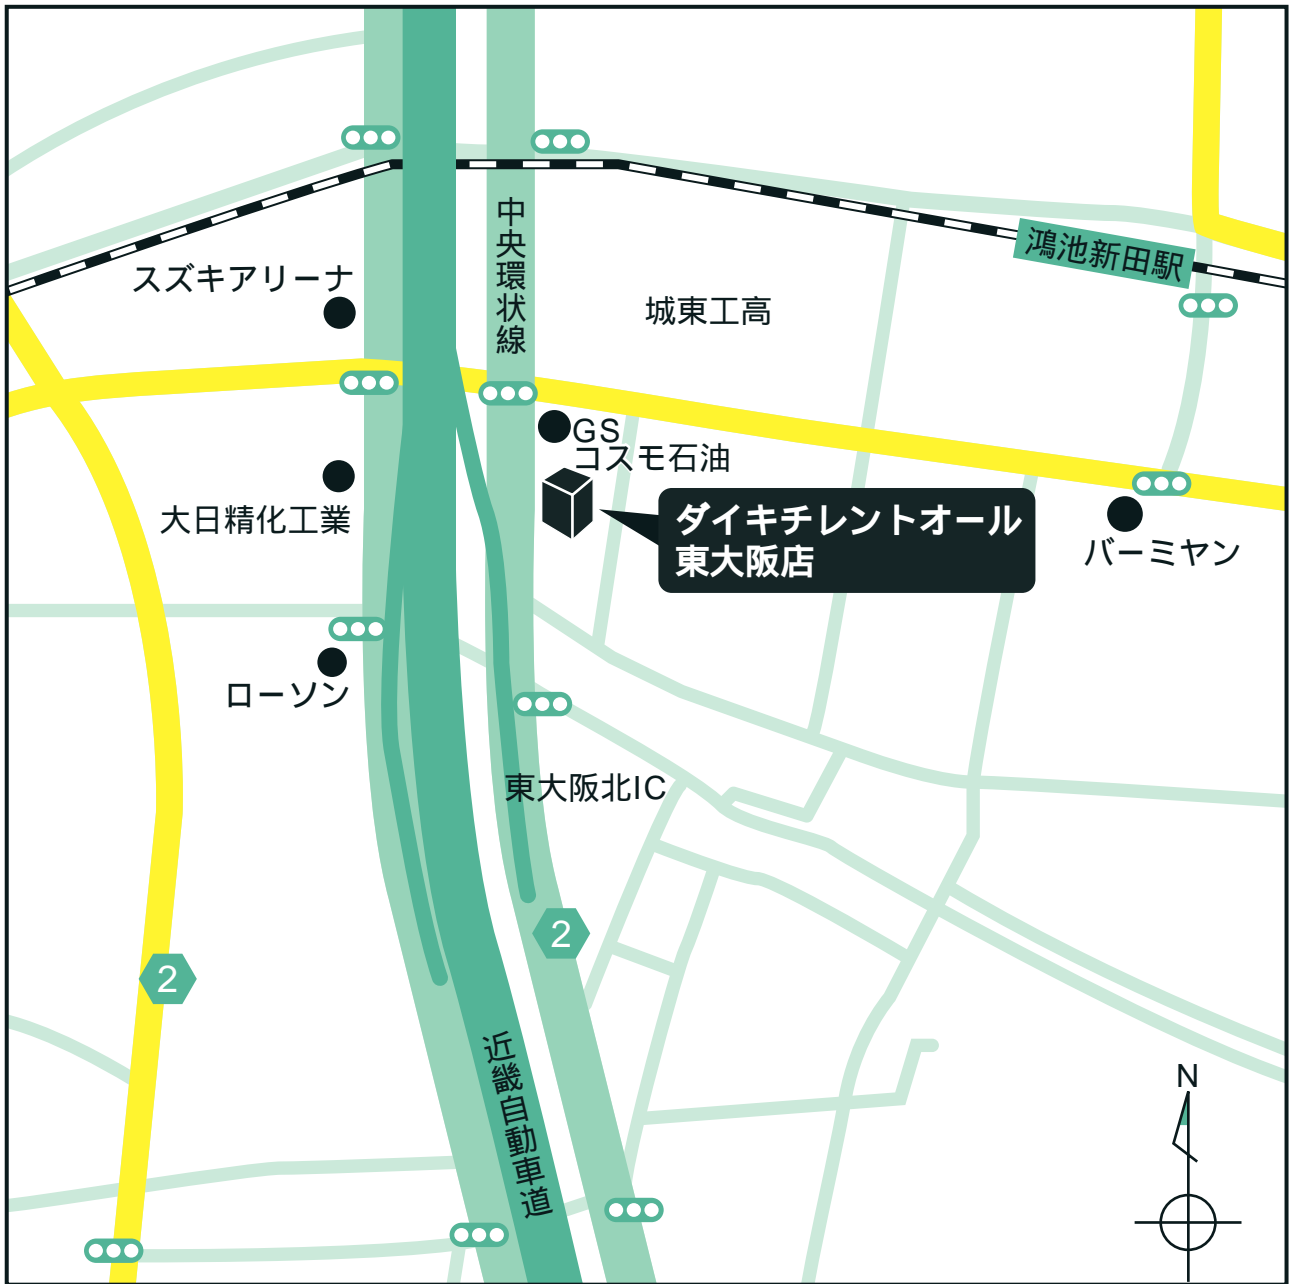 中央環状線
鴻池新田駅
スズキアリーナ
城東工高
GS
コスモ石油
大日精化工業
ダイキチレントオール
東大阪店
バーミヤン
ローソン
東大阪北IC
2
2
近畿自動車道
N